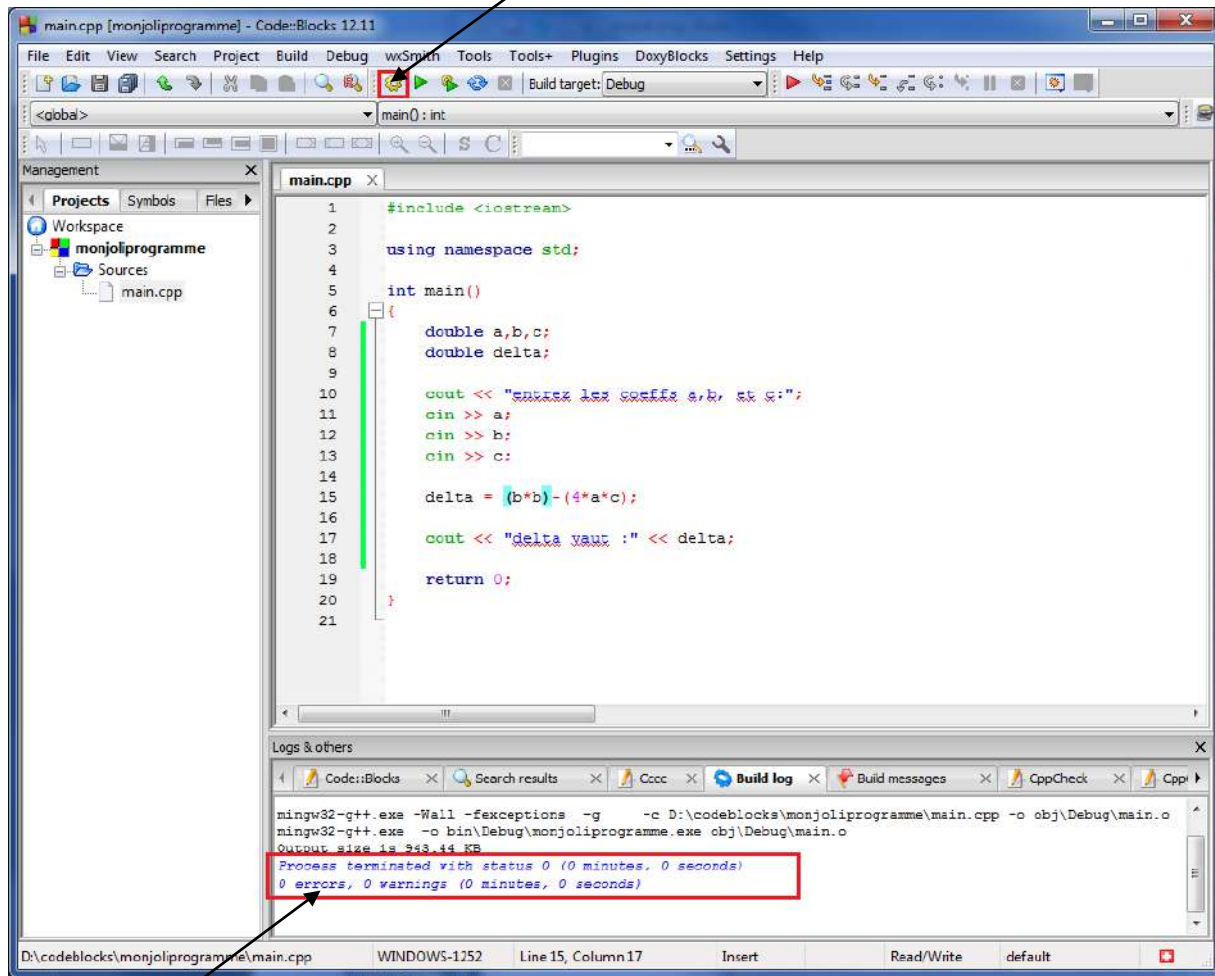 main.cpp [monjoliprogramme] - Code::Blocks 12.11
File Edit View Search Project Build Debug wxSmith Tools Tools+ Plugins DoxyBlocks Settings Help
Build target: Debug
<global> main() : int
S C
Management
Projects Symbols Files
Workspace
monjoliprogramme
Sources
main.cpp
main.cpp
1 #include <iostream>
2
3 using namespace std;
4
5 int main()
6 {
7 double a,b,c;
8 double delta;
9
10 cout << "entrez les coeffs a,b, et c:";
11 cin >> a;
12 cin >> b;
13 cin >> c;
14
15 delta = (b*b)-(4*a*c);
16
17 cout << "delta vaut :" << delta;
18
19 return 0;
20 }
21
Logs & others
Code::Blocks Search results Cccc Build log Build messages CppCheck Cpp
mingw32-g++.exe -Wall -fexceptions -g -c D:\codeblocks\monjoliprogramme\main.cpp -o obj\Debug\main.o
mingw32-g++.exe -o bin\Debug\monjoliprogramme.exe obj\Debug\main.o
Output size is 943.44 KB
Process terminated with status 0 (0 minutes, 0 seconds)
0 errors, 0 warnings (0 minutes, 0 seconds)
D:\codeblocks\monjoliprogramme\main.cpp WINDOWS-1252 Line 15, Column 17 Insert Read/Write default